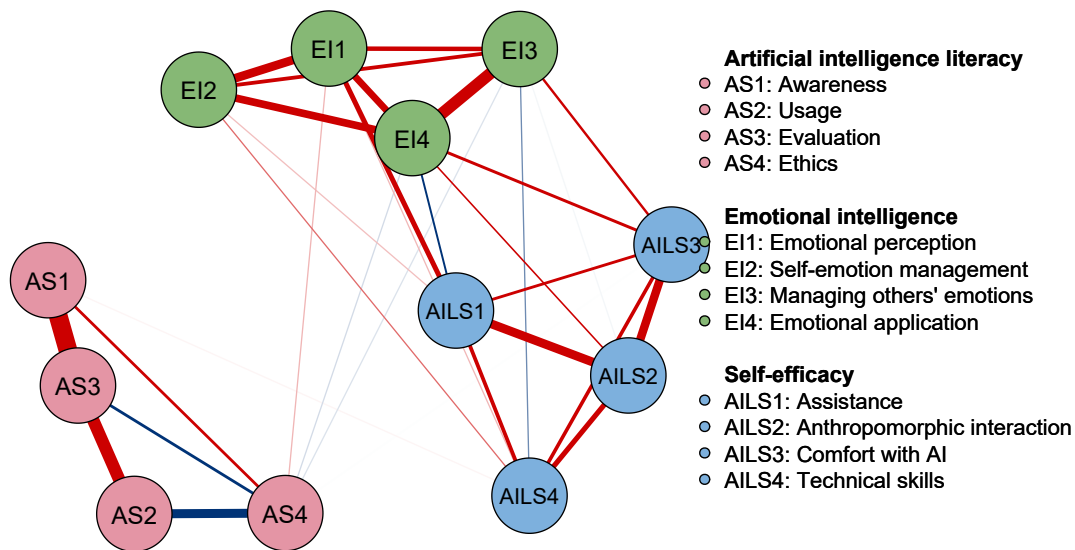 EI1
EI3
EI2
EI4
AILS3
AS1
AILS1
AS3
AILS2
AILS4
AS2
AS4
Artificial intelligence literacy
AS1: Awareness
AS2: Usage
AS3: Evaluation
AS4: Ethics
Emotional intelligence
EI1: Emotional perception
EI2: Self-emotion management
EI3: Managing others' emotions
EI4: Emotional application
Self-efficacy
AILS1: Assistance
AILS2: Anthropomorphic interaction
AILS3: Comfort with AI
AILS4: Technical skills